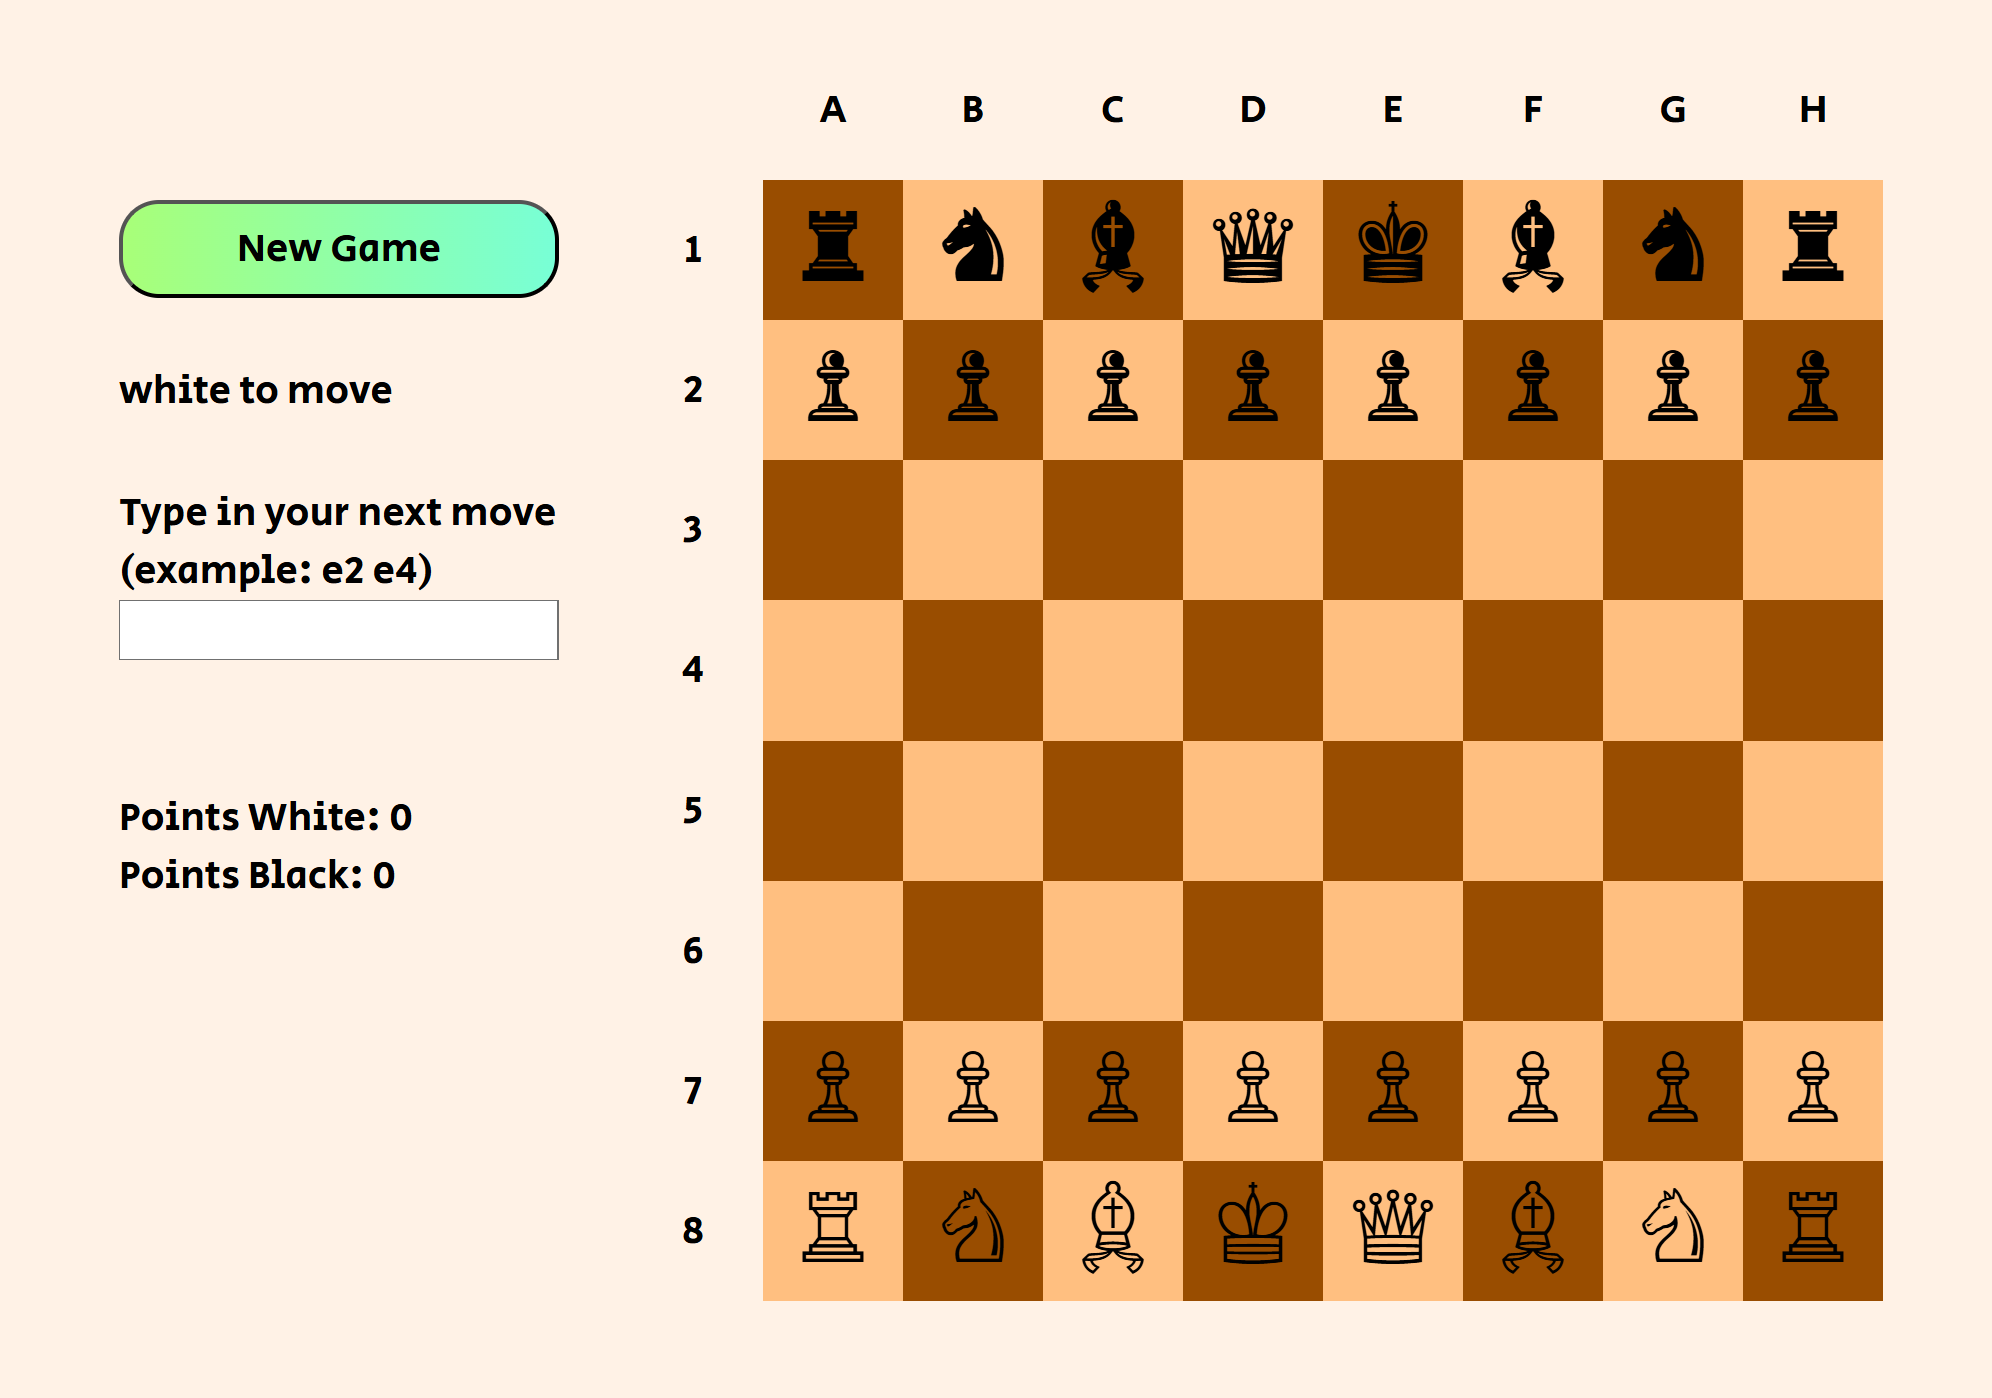 A B C D E F G H
New Game
1
white to move
2
Type in your next move
(example: e2 e4)
3
4
Points White: 0
5
Points Black: 0
6
7
8